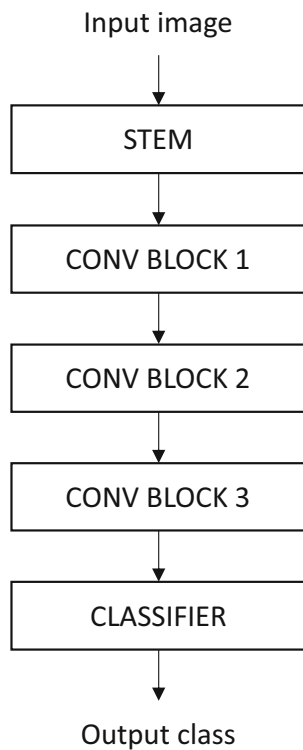 Input image
STEM
CONV BLOCK 1
CONV BLOCK 2
CONV BLOCK 3
CLASSIFIER
Output class